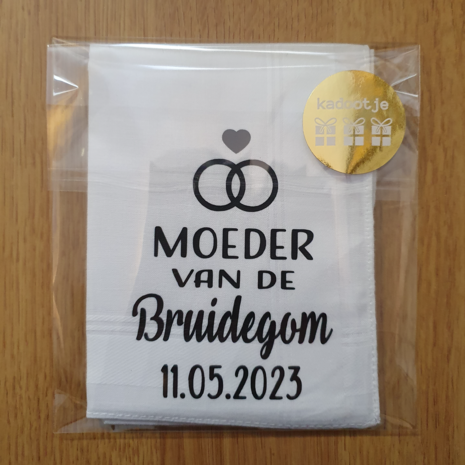 kadootje
MOEDER
VAN DE
Bruidegom
11.05.2023